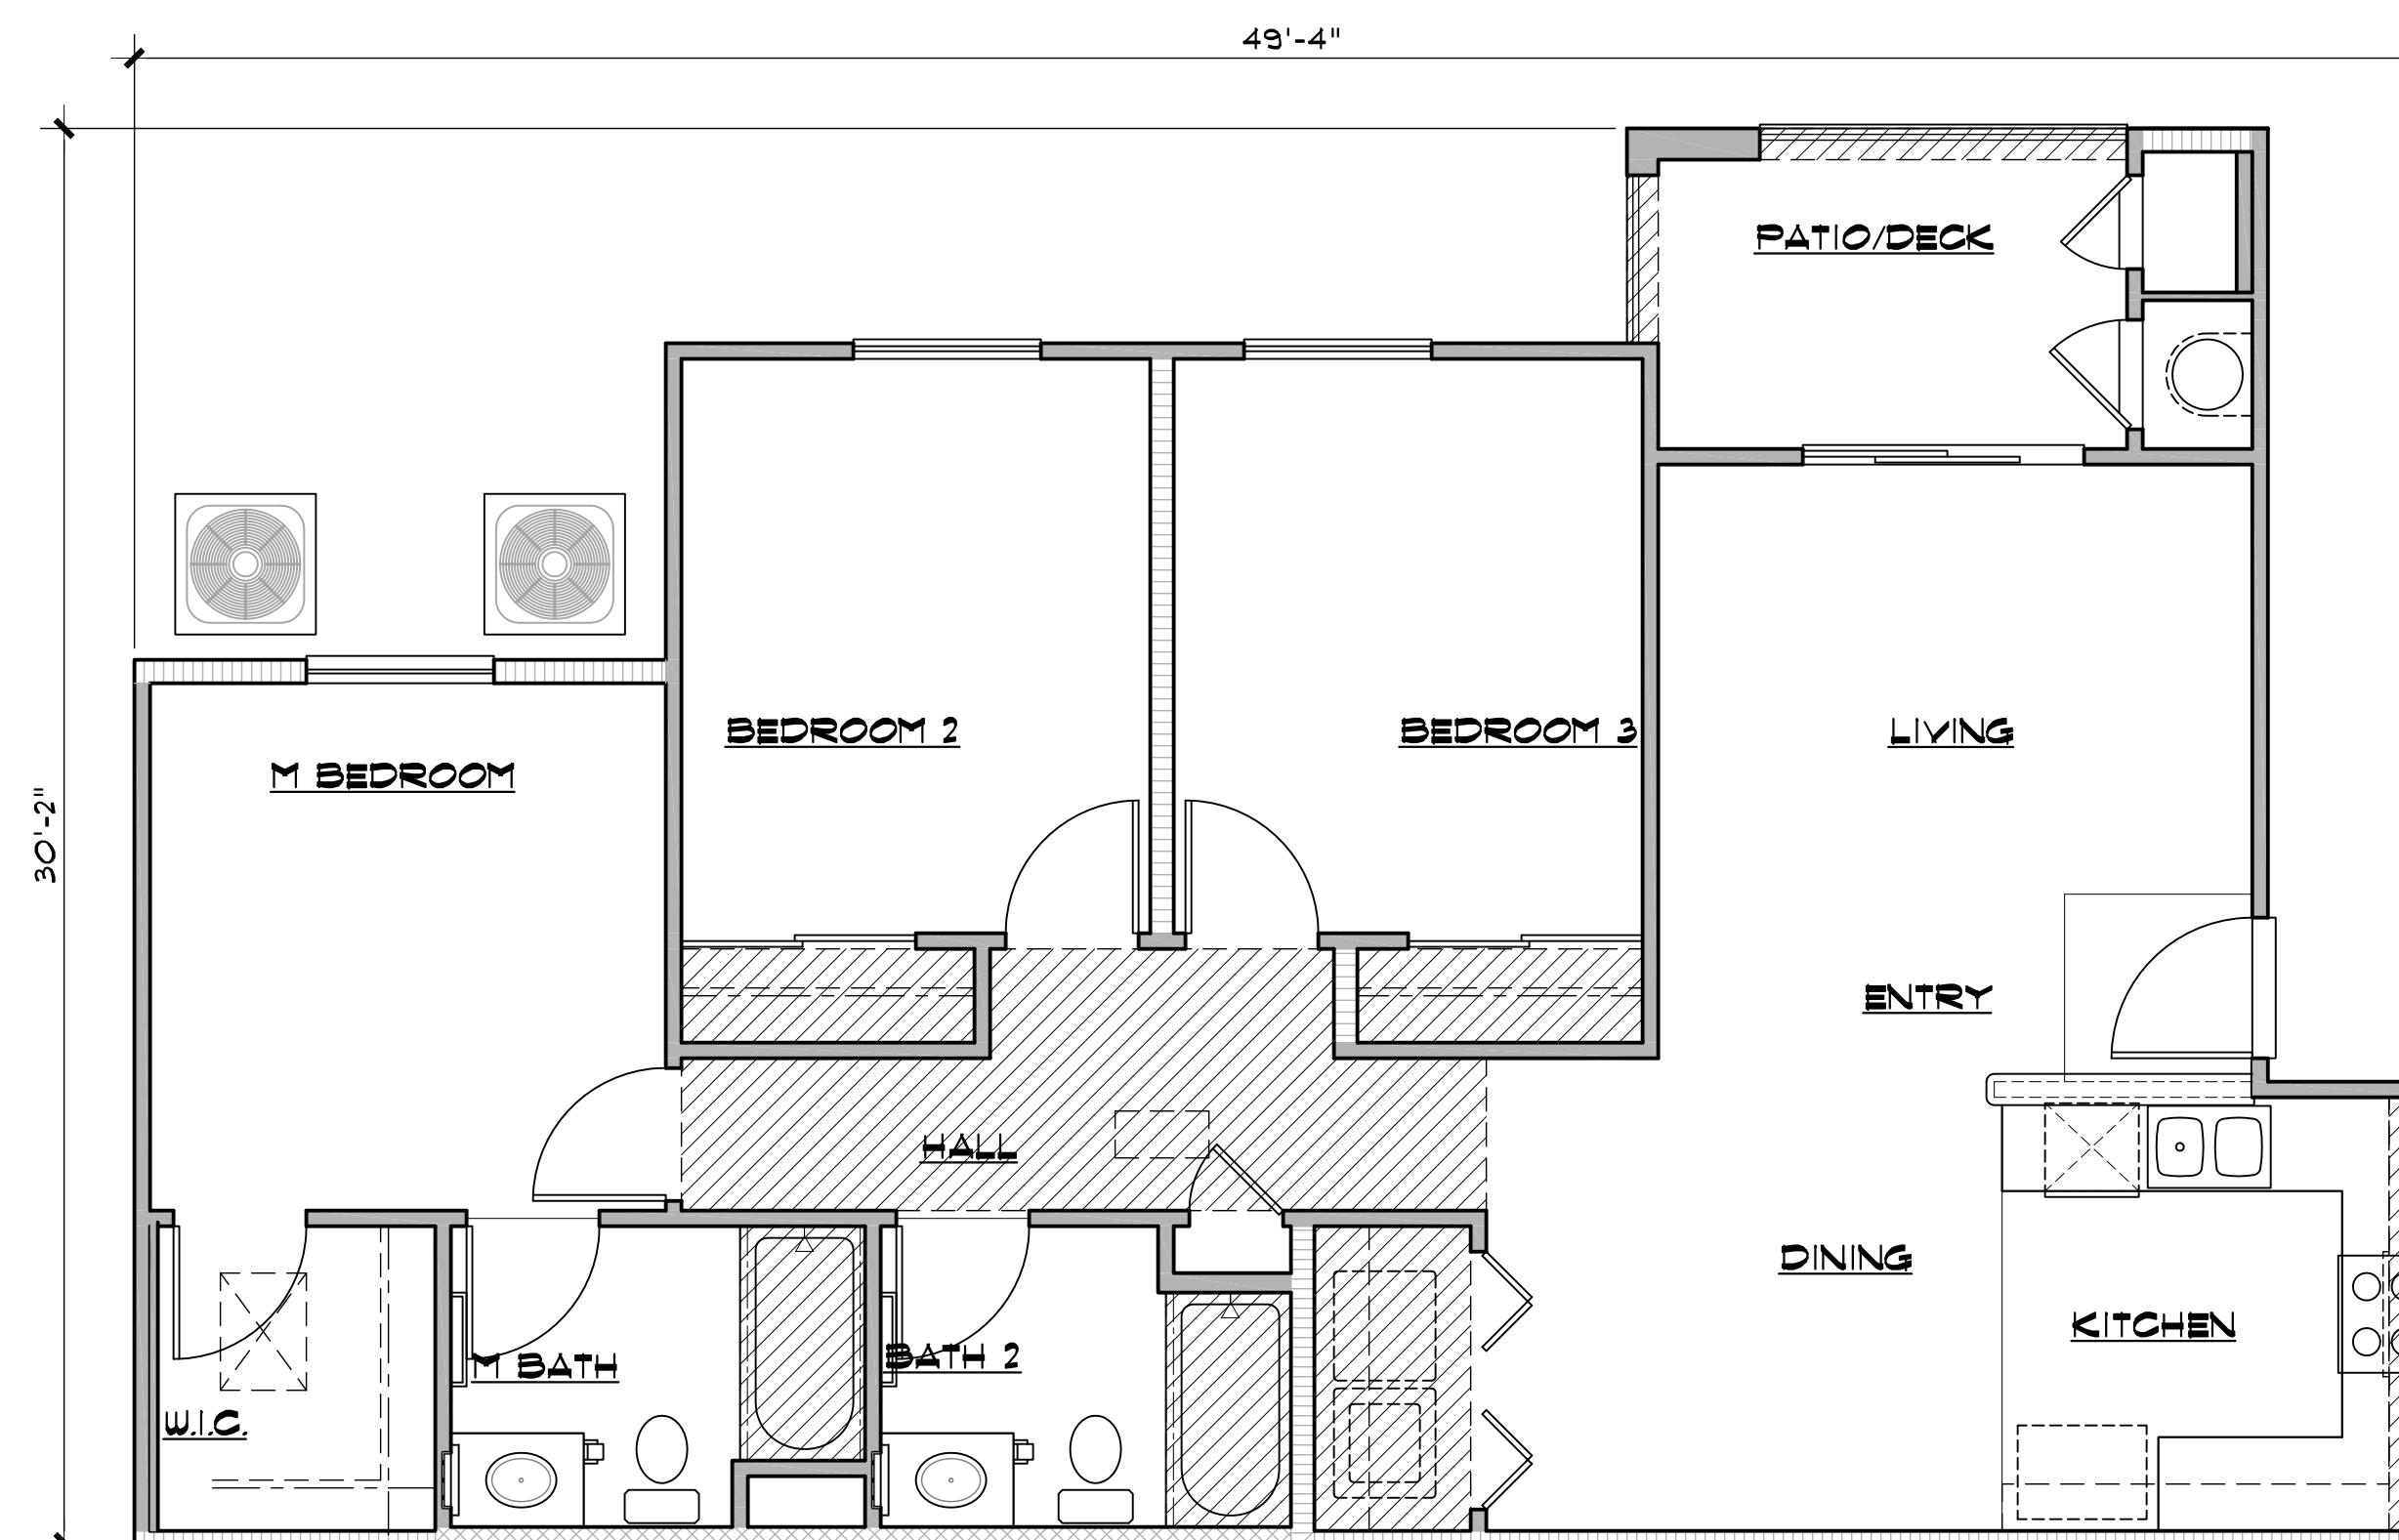 49'-4"
PATIO/DECK
BEDROOM 2
BEDROOM 3
LIVING
M BEDROOM
30'-2"
ENTRY
HALL
DINING
KITCHEN
M BATH
BATH 2
W.I.C.